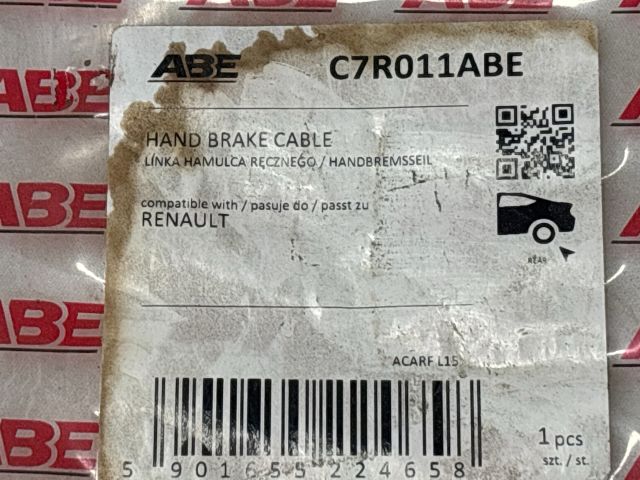 ABE C7R011ABE
HAND BRAKE CABLE
LINKA HAMULCA RĘCZNEGO / HANDBREMSSEIL
compatible with / pasuje do / passt zu
RENAULT
REAR
ACARF L15
1 pcs
szt. / st.
5 901655 224658
ABE
ABE
ABE
ABE
ABE